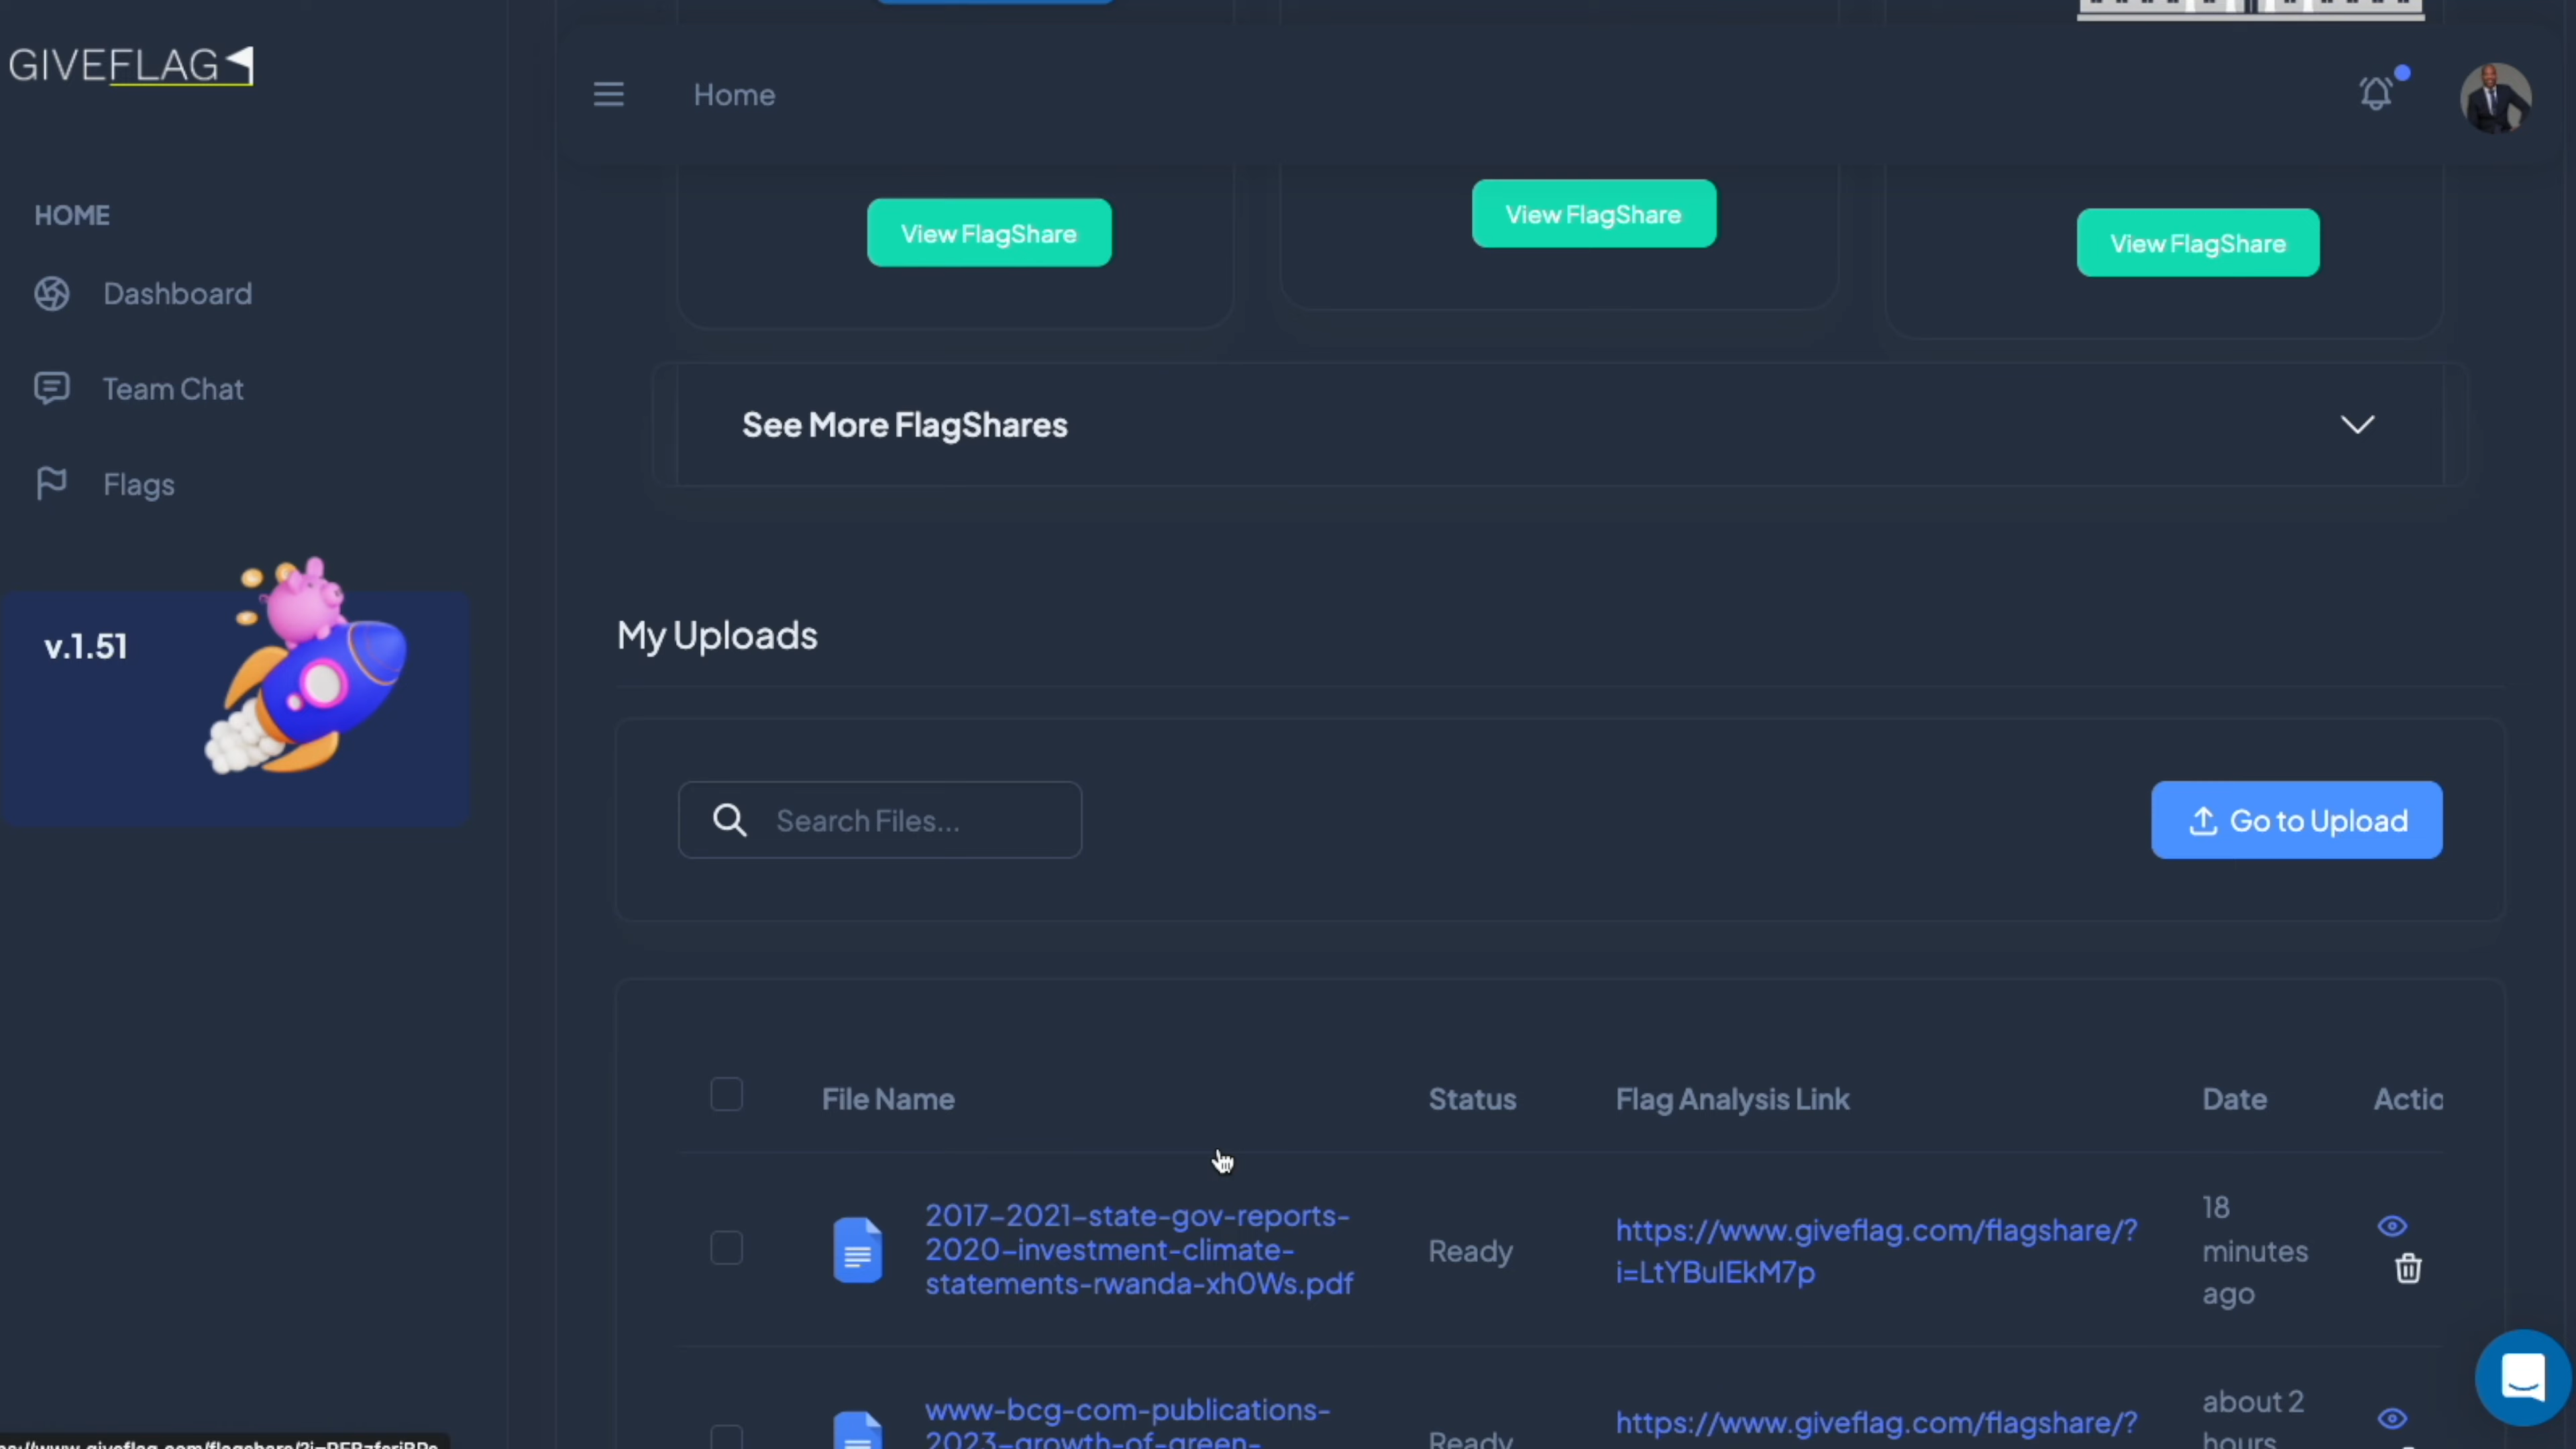 GIVEFLAG
Home
HOME
Dashboard
Team Chat
Flags
v.1.51
View FlagShare
View FlagShare
View FlagShare
See More FlagShares
My Uploads
Search Files...
Go to Upload
File Name
Status
Flag Analysis Link
Date
Actic
2017-2021-state-gov-reports-
2020-investment-climate-
statements-rwanda-xh0Ws.pdf
Ready
https://www.giveflag.com/flagshare/?
i=LtYBulEkM7p
18
minutes
ago
www-bcg-com-publications-
2023-growth-of-green-
Ready
https://www.giveflag.com/flagshare/?
about 2
hours